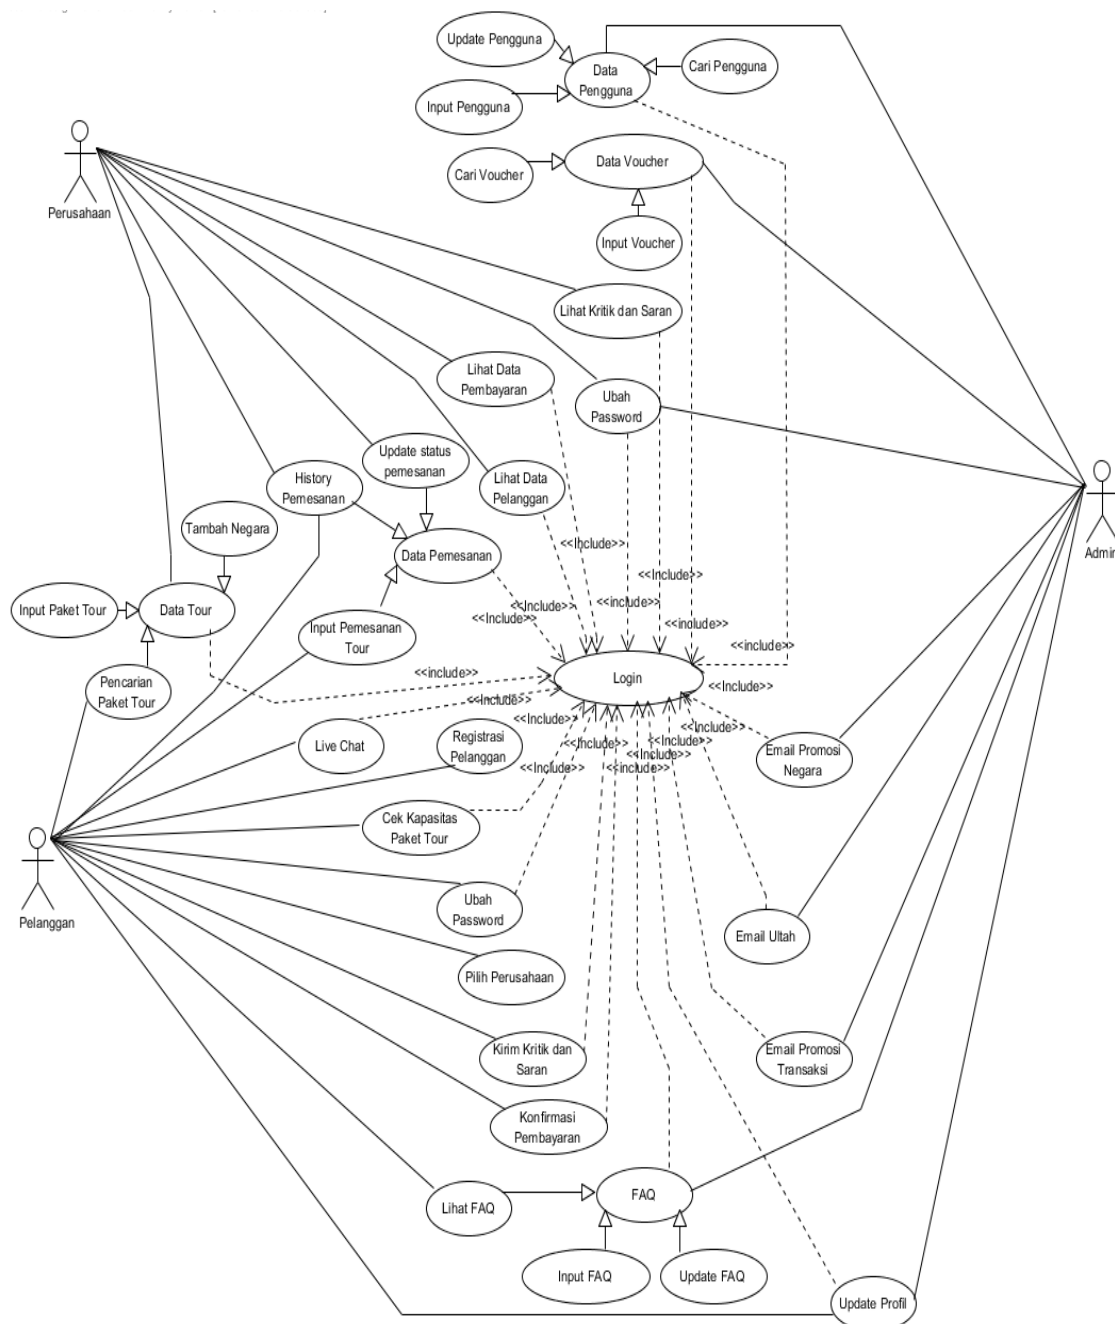 Update Pengguna
Data
Pengguna
Cari Pengguna
Input Pengguna
Cari Voucher
Data Voucher
Input Voucher
Perusahaan
Lihat Kritik dan Saran
Lihat Data
Pembayaran
Ubah
Password
Update status
pemesanan
History
Pemesanan
Lihat Data
Pelanggan
Tambah Negara
Data Pemesanan
Admin
<<Include>>
<<Include>>
<<include>>
<<Include>>
<<Include>>
<<include>>
Input Paket Tour
Data Tour
Input Pemesanan
Tour
<<include>>
<<include>>
Pencarian
Paket Tour
Login
<<Include>>
<<Include>>
Live Chat
Registrasi
Pelanggan
<<Include>>
<<Include>>
<<Include>>
<<Include>>
<<Include>>
<<include>>
Email Promosi
Negara
Cek Kapasitas
Paket Tour
Pelanggan
Ubah
Password
Email Ultah
Pilih Perusahaan
Kirim Kritik dan
Saran
Email Promosi
Transaksi
Konfirmasi
Pembayaran
Lihat FAQ
FAQ
Input FAQ
Update FAQ
Update Profil